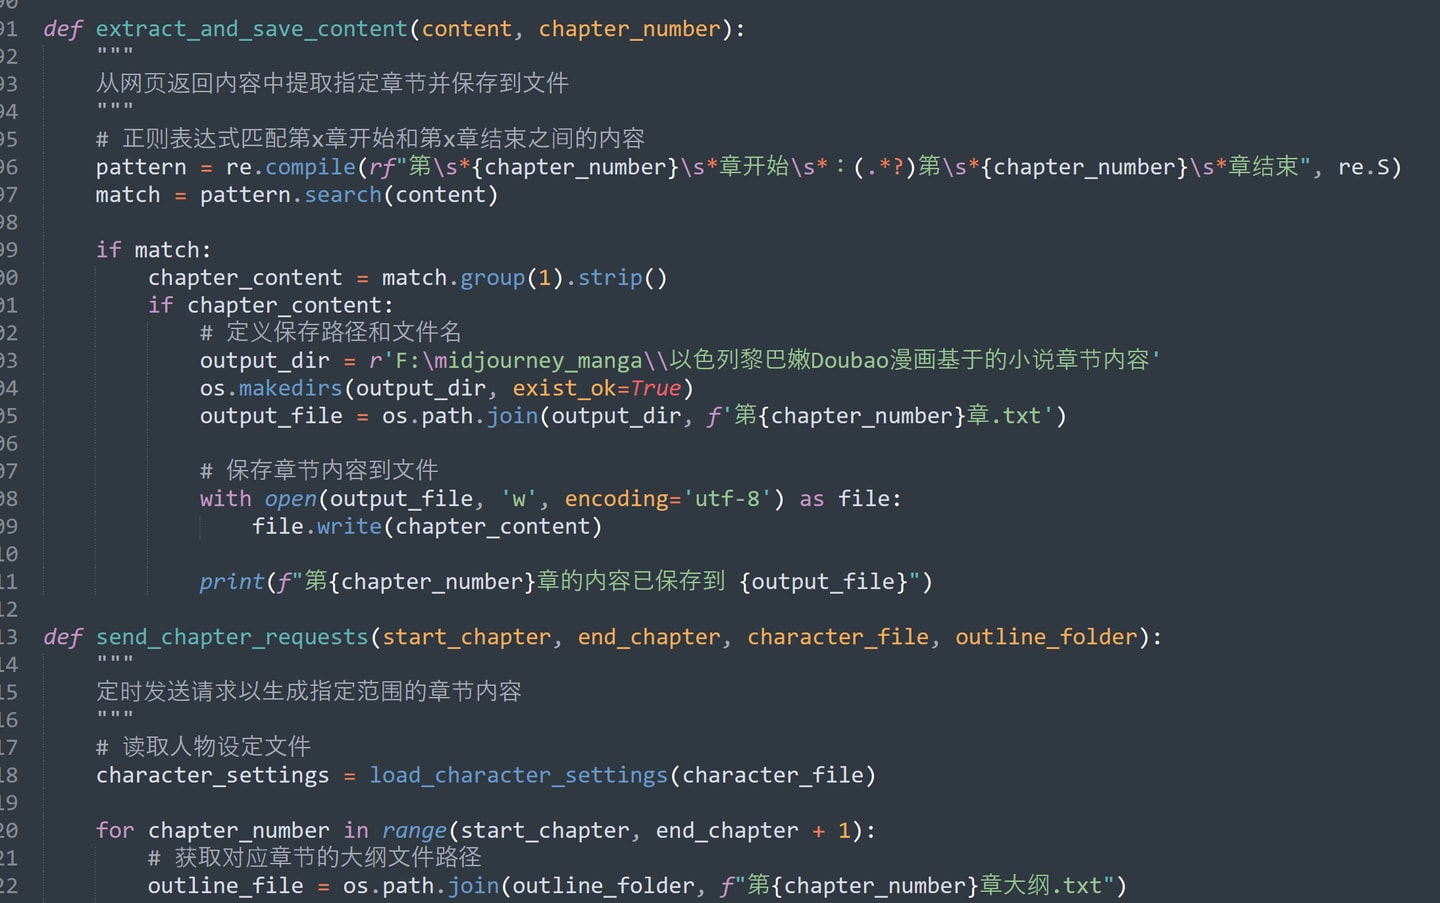 90
91 def extract_and_save_content(content, chapter_number):
92     """
93     从网页返回内容中提取指定章节并保存到文件
94     """
95     # 正则表达式匹配第x章开始和第x章结束之间的内容
96     pattern = re.compile(rf"第\s*{chapter_number}\s*章开始\s*：(.*?)第\s*{chapter_number}\s*章结束", re.S)
97     match = pattern.search(content)
98
99     if match:
00         chapter_content = match.group(1).strip()
01         if chapter_content:
02             # 定义保存路径和文件名
03             output_dir = r'F:\midjourney_manga\\以色列黎巴嫩Doubao漫画基于的小说章节内容'
04             os.makedirs(output_dir, exist_ok=True)
05             output_file = os.path.join(output_dir, f'第{chapter_number}章.txt')
06
07             # 保存章节内容到文件
08             with open(output_file, 'w', encoding='utf-8') as file:
09                 file.write(chapter_content)
10
11             print(f"第{chapter_number}章的内容已保存到 {output_file}")
12
13 def send_chapter_requests(start_chapter, end_chapter, character_file, outline_folder):
14     """
15     定时发送请求以生成指定范围的章节内容
16     """
17     # 读取人物设定文件
18     character_settings = load_character_settings(character_file)
19
20     for chapter_number in range(start_chapter, end_chapter + 1):
21         # 获取对应章节的大纲文件路径
22         outline_file = os.path.join(outline_folder, f"第{chapter_number}章大纲.txt")